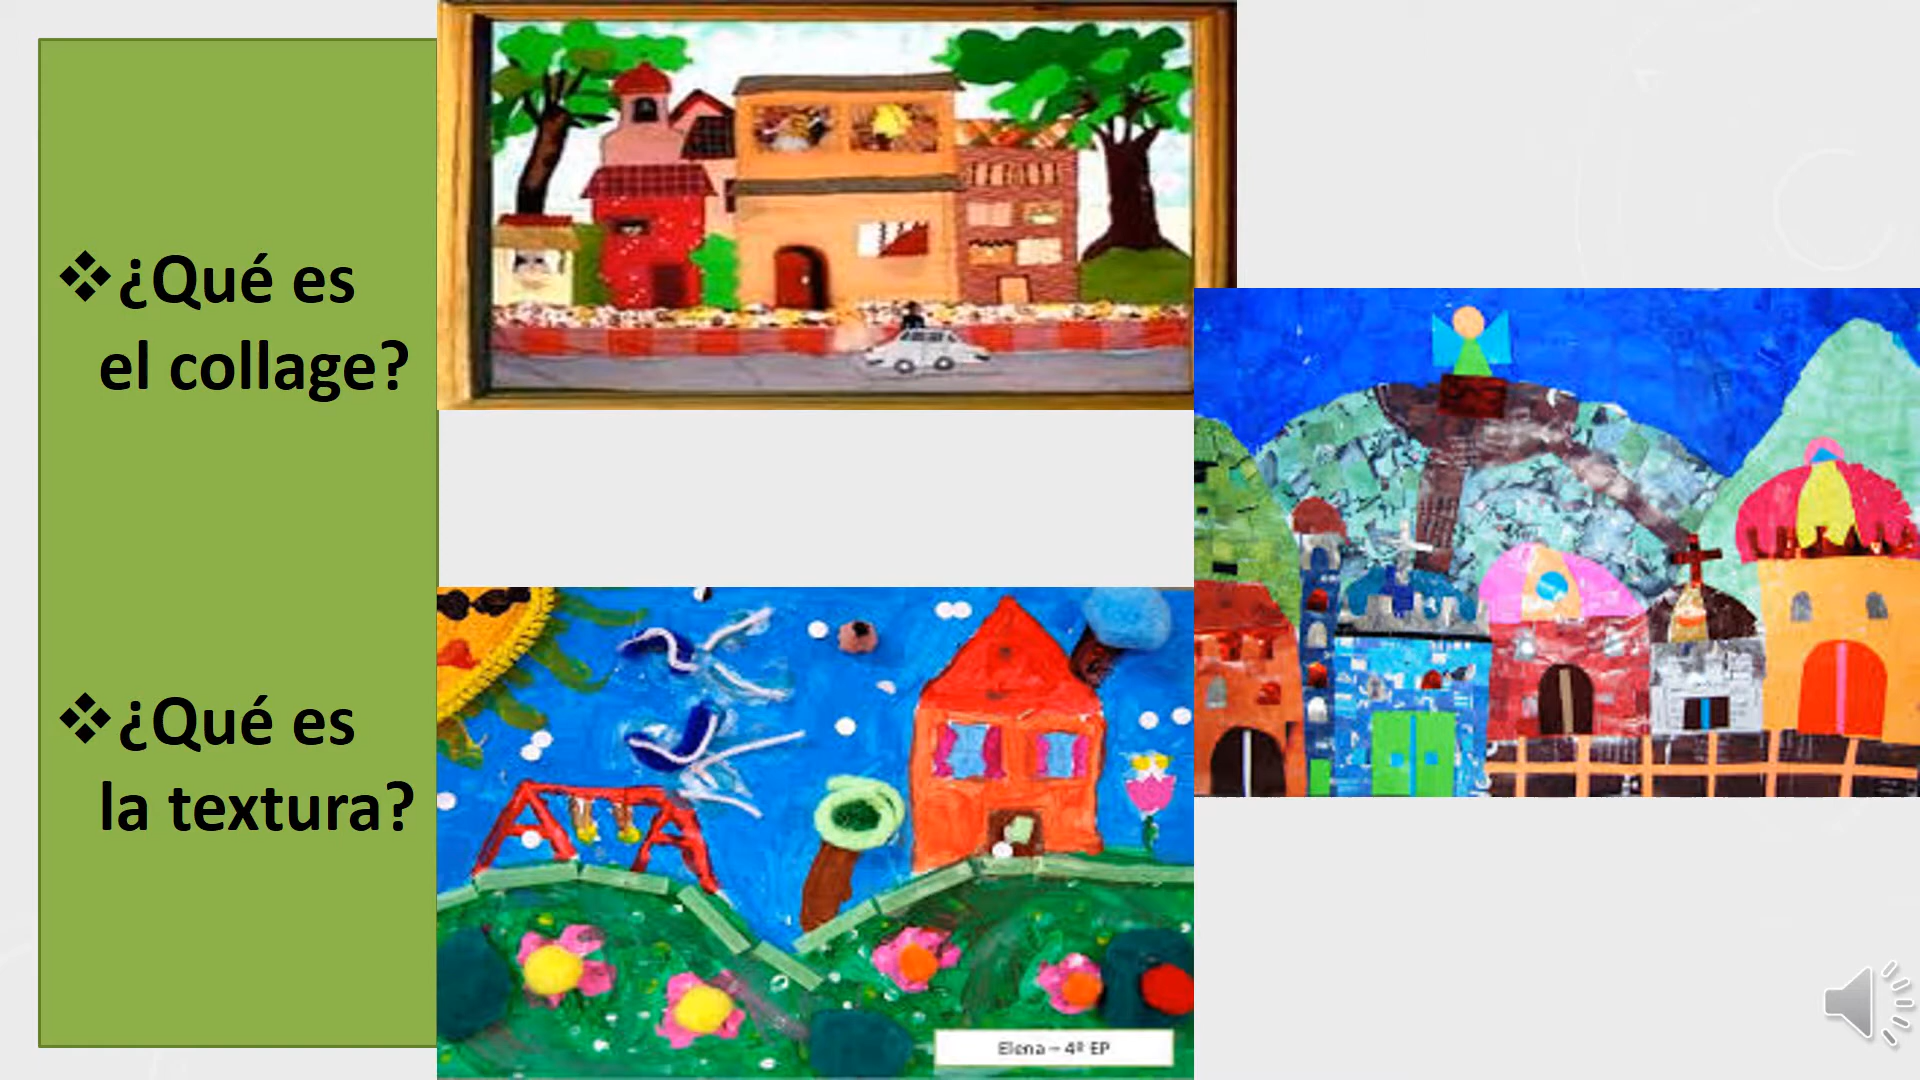 ❖¿Qué es
el collage?
❖¿Qué es
la textura?
Elena – 4º EP